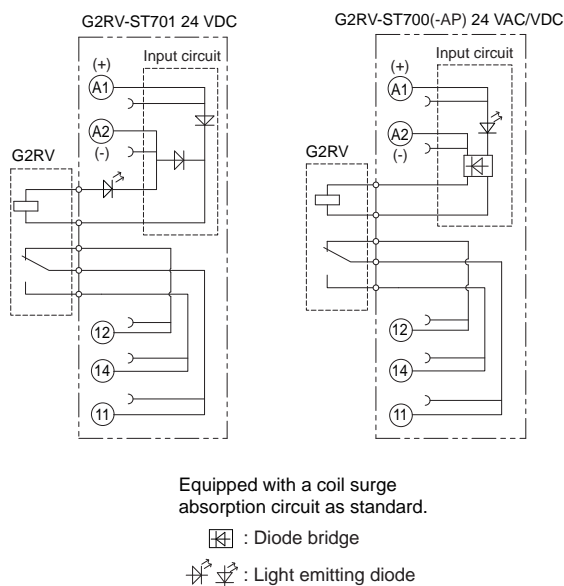 G2RV-ST701 24 VDC
Input circuit
(+)
A1
A2
(-)
G2RV
12
14
11
G2RV-ST700(-AP) 24 VAC/VDC
Input circuit
(+)
A1
A2
(-)
G2RV
12
14
11
Equipped with a coil surge
absorption circuit as standard.
: Diode bridge
: Light emitting diode